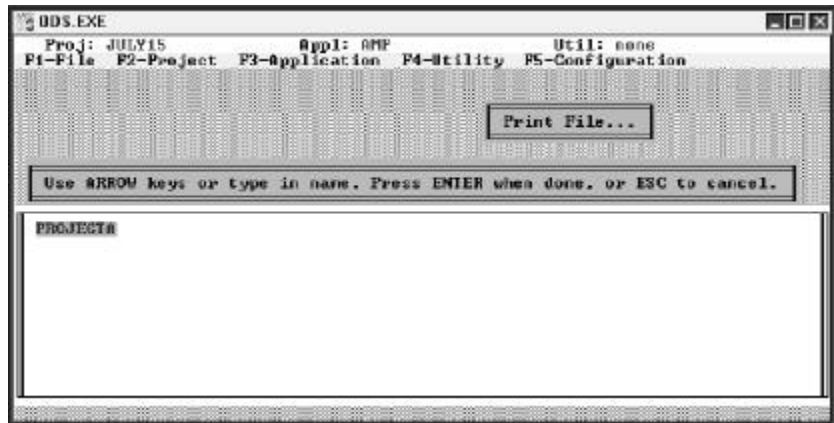 ODS.EXE
Proj: JULY15 Appl: AMP Util: none
F1-File F2-Project F3-Application F4-Utility F5-Configuration
Print File...
Use ARROW keys or type in name. Press ENTER when done, or ESC to cancel.
PROJECTA